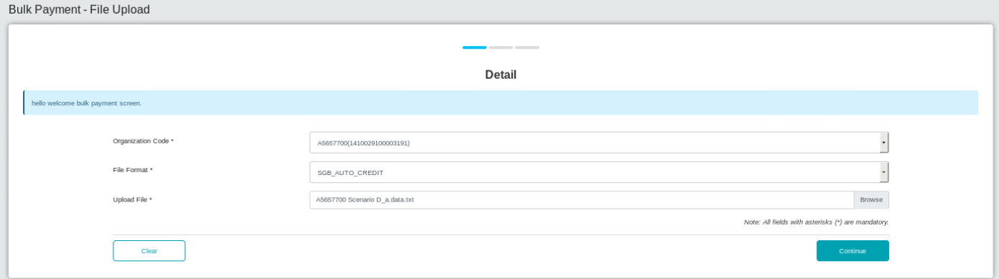 Bulk Payment - File Upload
Detail
hello welcome bulk payment screen.
Organization Code *
A5657700(1410029100003191)
File Format *
SGB_AUTO_CREDIT
Upload File *
A5657700 Scenario D_a.data.txt
Browse
Note: All fields with asterisks (*) are mandatory.
Clear
Continue